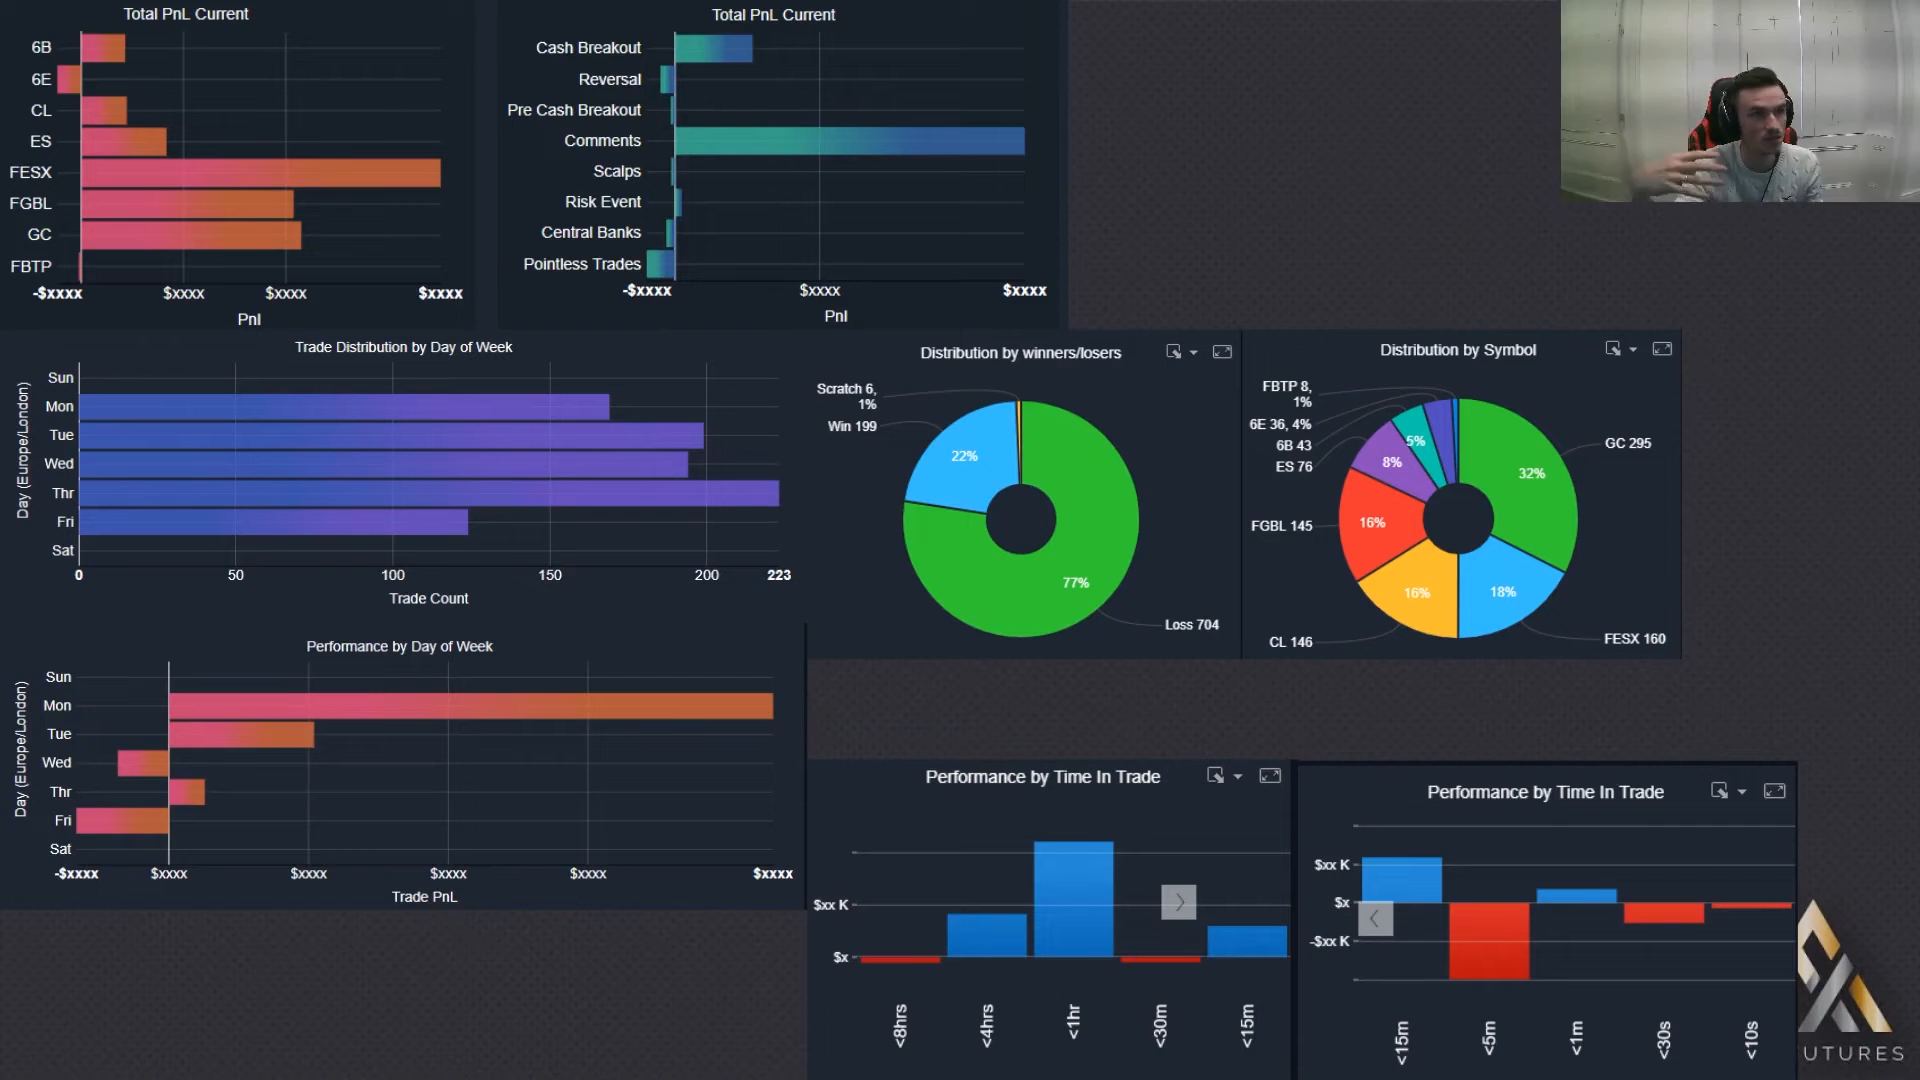 Total PnL Current
6B
6E
CL
ES
FESX
FGBL
GC
FBTP
-$xxxx
$xxxx
$xxxx
$xxxx
Pnl
Total PnL Current
Cash Breakout
Reversal
Pre Cash Breakout
Comments
Scalps
Risk Event
Central Banks
Pointless Trades
-$xxxx
$xxxx
$xxxx
Pnl
Trade Distribution by Day of Week
Day (Europe/London)
Sun
Mon
Tue
Wed
Thr
Fri
Sat
0
50
100
150
200
223
Trade Count
Distribution by winners/losers
Scratch 6,
1%
Win 199
22%
77%
Loss 704
Distribution by Symbol
FBTP 8,
1%
6E 36, 4%
6B 43
ES 76
5%
8%
GC 295
32%
FGBL 145
16%
16%
18%
CL 146
FESX 160
Performance by Day of Week
Day (Europe/London)
Sun
Mon
Tue
Wed
Thr
Fri
Sat
-$xxxx
$xxxx
$xxxx
$xxxx
$xxxx
$xxxx
Trade PnL
Performance by Time In Trade
$xx K
$x
<8hrs
<4hrs
<1hr
<30m
<15m
Performance by Time In Trade
$xx K
$x
-$xx K
<15m
<5m
<1m
<30s
<10s
UTURES